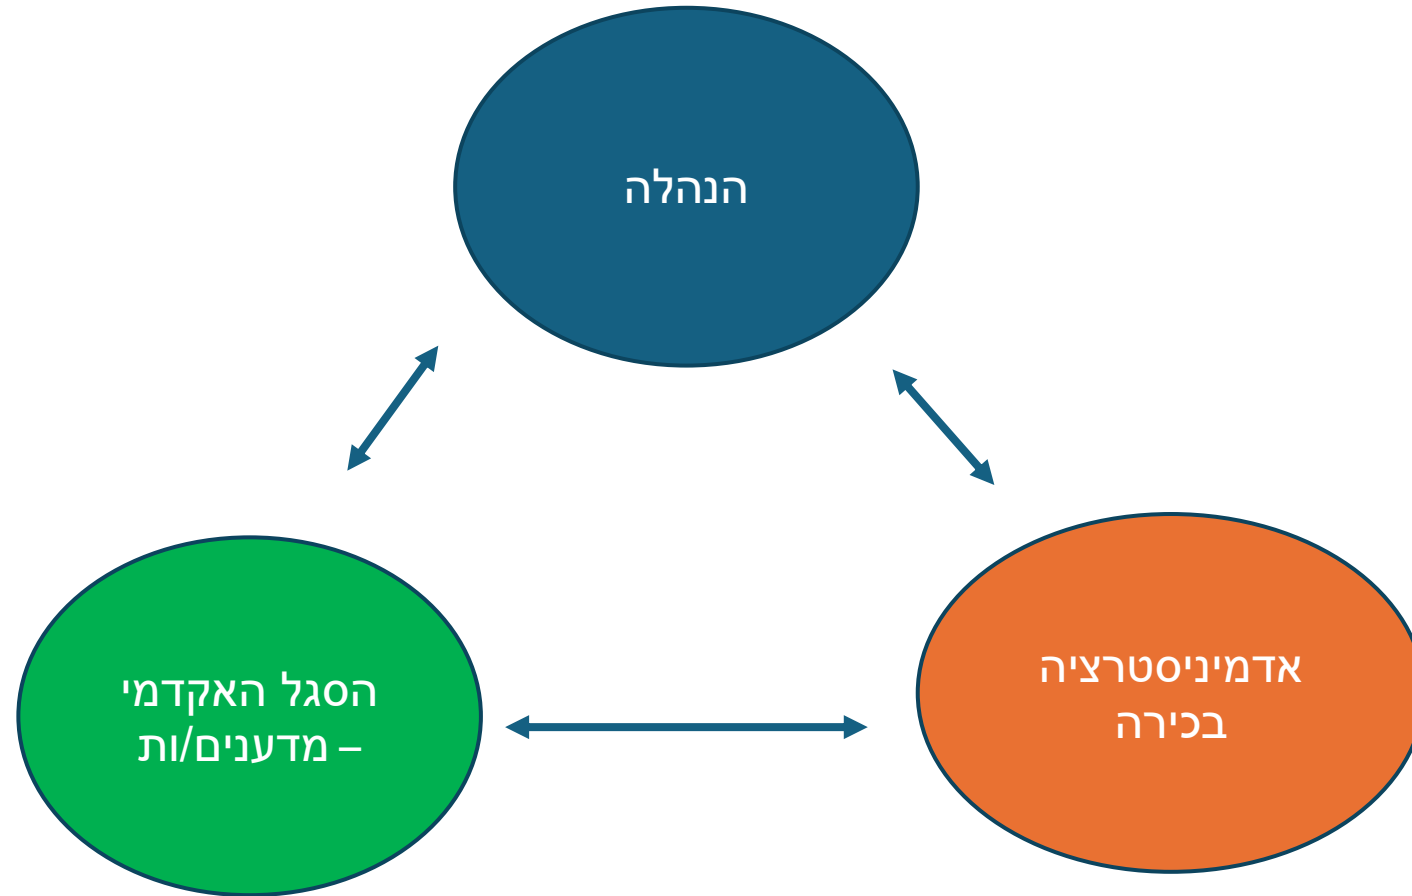 הנהלה
אדמיניסטרציה
בכירה
הסגל האקדמי
– מדענים/ות